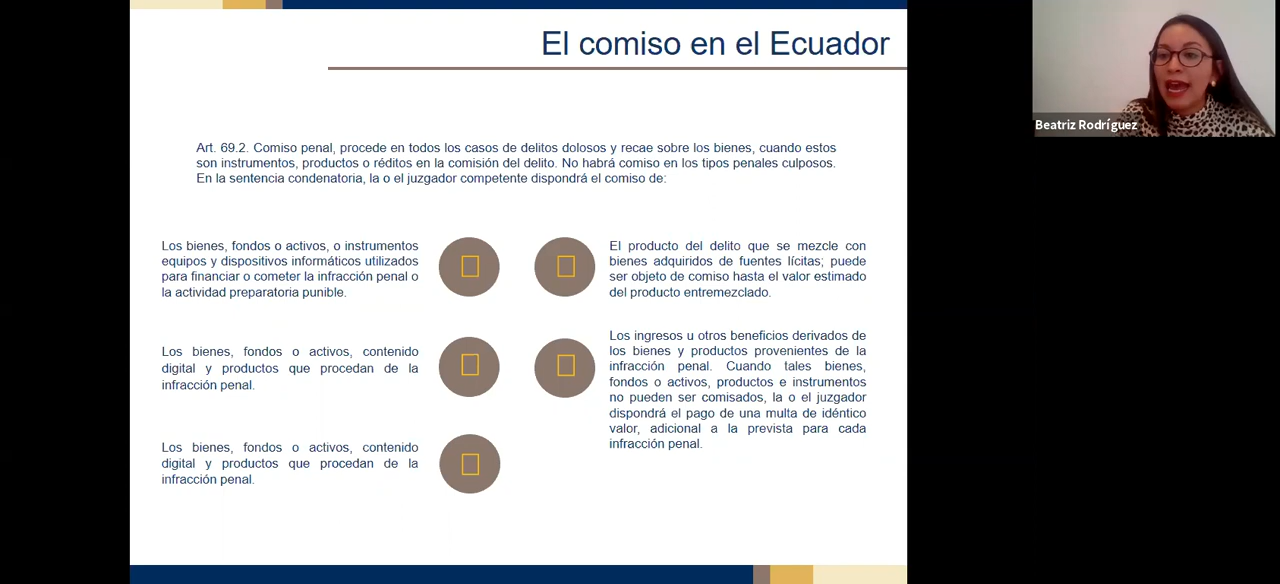 El comiso en el Ecuador
Beatriz Rodríguez
Art. 69.2. Comiso penal, procede en todos los casos de delitos dolosos y recae sobre los bienes, cuando estos
son instrumentos, productos o réditos en la comisión del delito. No habrá comiso en los tipos penales culposos.
En la sentencia condenatoria, la o el juzgador competente dispondrá el comiso de:
Los bienes, fondos o activos, o instrumentos
equipos y dispositivos informáticos utilizados
para financiar o cometer la infracción penal o
la actividad preparatoria punible.
Los bienes, fondos o activos, contenido
digital y productos que procedan de la
infracción penal.
Los bienes, fondos o activos, contenido
digital y productos que procedan de la
infracción penal.
El producto del delito que se mezcle con
bienes adquiridos de fuentes lícitas; puede
ser objeto de comiso hasta el valor estimado
del producto entremezclado.
Los ingresos u otros beneficios derivados de
los bienes y productos provenientes de la
infracción penal. Cuando tales bienes,
fondos o activos, productos e instrumentos
no pueden ser comisados, la o el juzgador
dispondrá el pago de una multa de idéntico
valor, adicional a la prevista para cada
infracción penal.